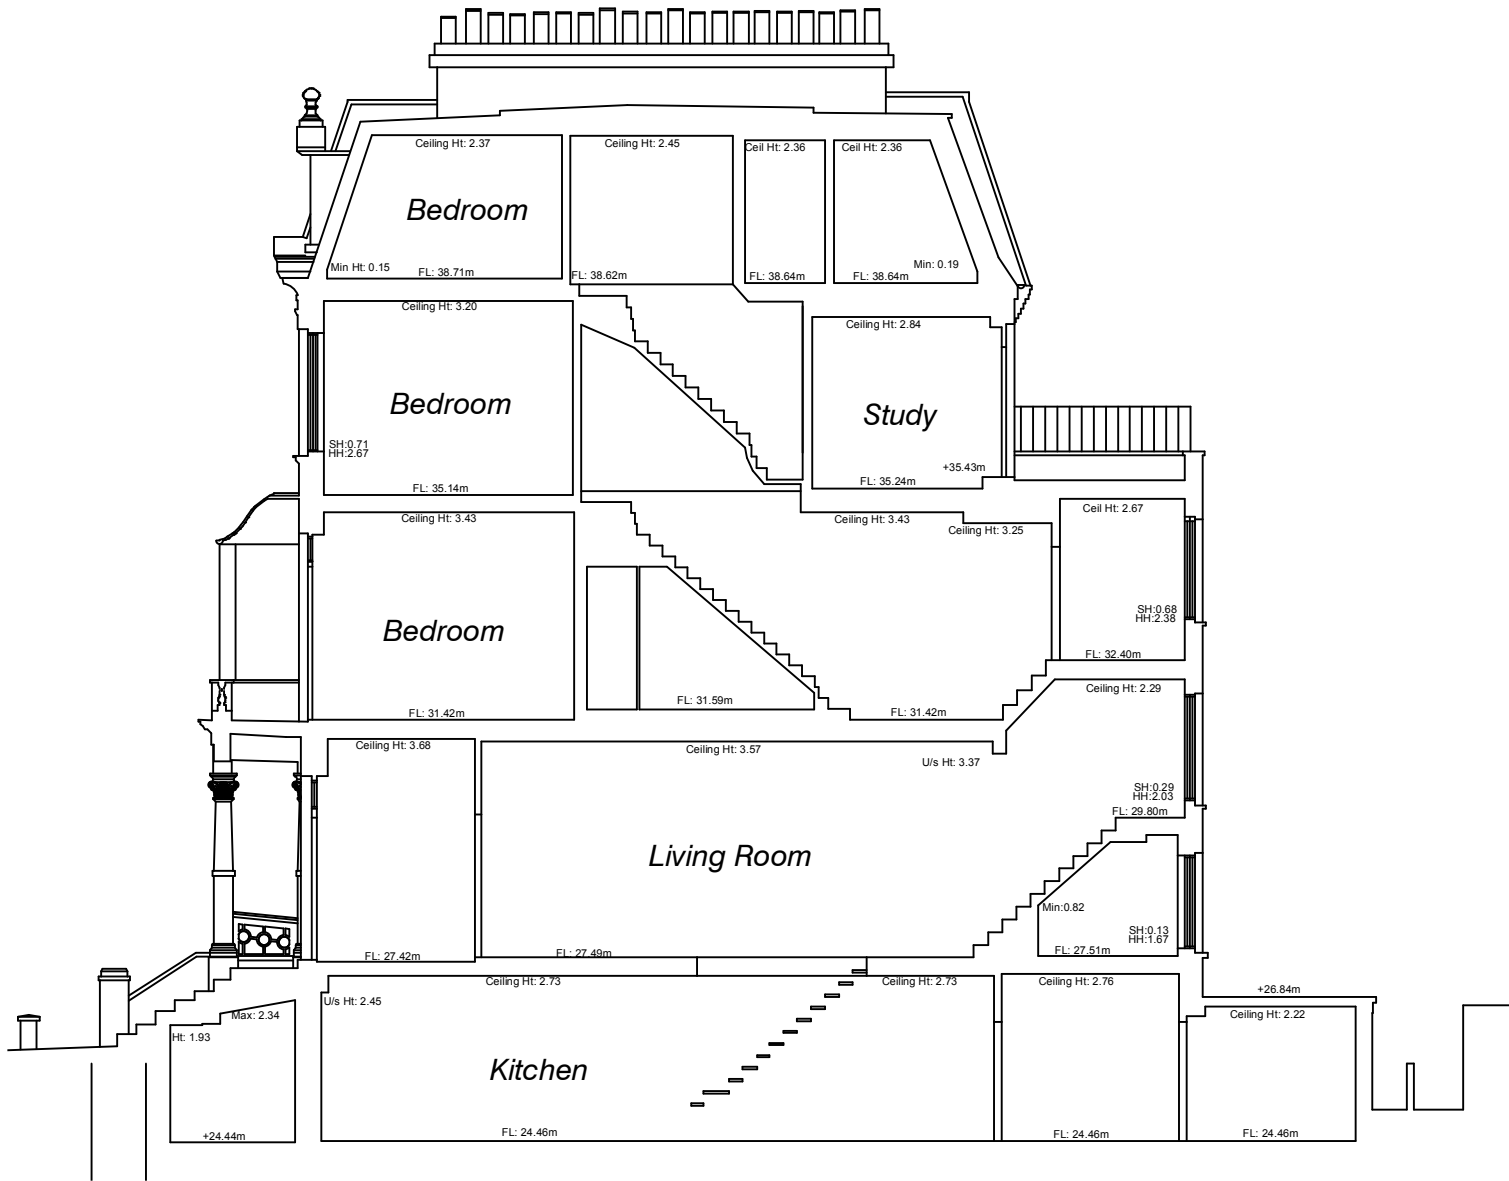 Ceiling Ht: 2.37
Ceiling Ht: 2.45
Ceil Ht: 2.36
Ceil Ht: 2.36
Bedroom
Min Ht: 0.15
FL: 38.71m
FL: 38.62m
FL: 38.64m
Min: 0.19
FL: 38.64m
Ceiling Ht: 3.20
Ceiling Ht: 2.84
Bedroom
Study
SH:0.71
HH:2.67
+35.43m
FL: 35.14m
FL: 35.24m
Ceiling Ht: 3.43
Ceiling Ht: 3.43
Ceiling Ht: 3.25
Ceil Ht: 2.67
Bedroom
SH:0.68
HH:2.38
FL: 32.40m
FL: 31.59m
FL: 31.42m
FL: 31.42m
Ceiling Ht: 2.29
Ceiling Ht: 3.68
Ceiling Ht: 3.57
U/s Ht: 3.37
SH:0.29
HH:2.03
FL: 29.80m
Living Room
Min:0.82
SH:0.13
HH:1.67
FL: 27.42m
FL: 27.49m
FL: 27.51m
Ceiling Ht: 2.73
Ceiling Ht: 2.73
Ceiling Ht: 2.76
+26.84m
U/s Ht: 2.45
Max: 2.34
Ceiling Ht: 2.22
Ht: 1.93
Kitchen
+24.44m
FL: 24.46m
FL: 24.46m
FL: 24.46m